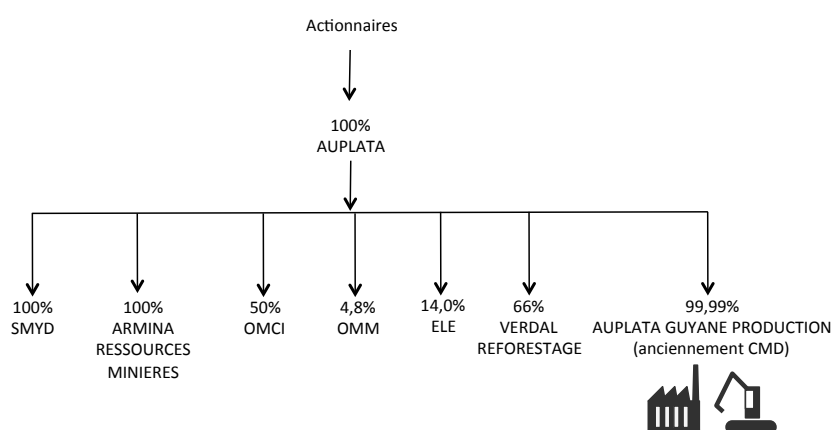 Actionnaires
100%
AUPLATA
100%
SMYD
100%
ARMINA
RESSOURCES
MINIERES
50%
OMCI
4,8%
OMM
14,0%
ELE
66%
VERDAL
REFORESTAGE
99,99%
AUPLATA GUYANE PRODUCTION
(anciennement CMD)